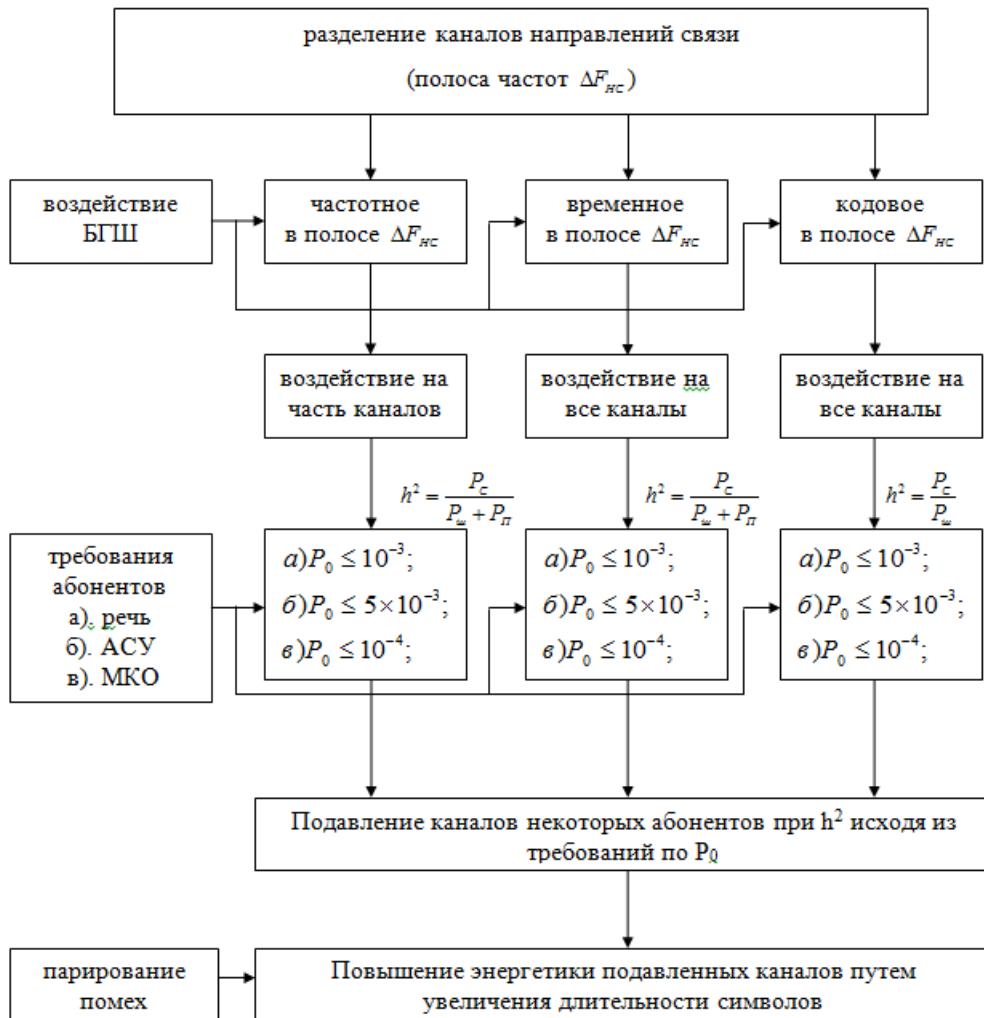 разделение каналов направлений связи
(полоса частот ΔFнс)
воздействие
БГШ
частотное
в полосе ΔFнс
временное
в полосе ΔFнс
кодовое
в полосе ΔFнс
воздействие на
часть каналов
воздействие на
все каналы
воздействие на
все каналы
h² = Pс / (Pш + PП)
h² = Pс / (Pш + PП)
h² = Pс / Pш
требования
абонентов
а). речь
б). АСУ
в). МКО
а)P₀ ≤ 10⁻³;
б)P₀ ≤ 5×10⁻³;
в)P₀ ≤ 10⁻⁴;
а)P₀ ≤ 10⁻³;
б)P₀ ≤ 5×10⁻³;
в)P₀ ≤ 10⁻⁴;
а)P₀ ≤ 10⁻³;
б)P₀ ≤ 5×10⁻³;
в)P₀ ≤ 10⁻⁴;
Подавление каналов некоторых абонентов при h² исходя из
требований по P₀
парирование
помех
Повышение энергетики подавленных каналов путем
увеличения длительности символов